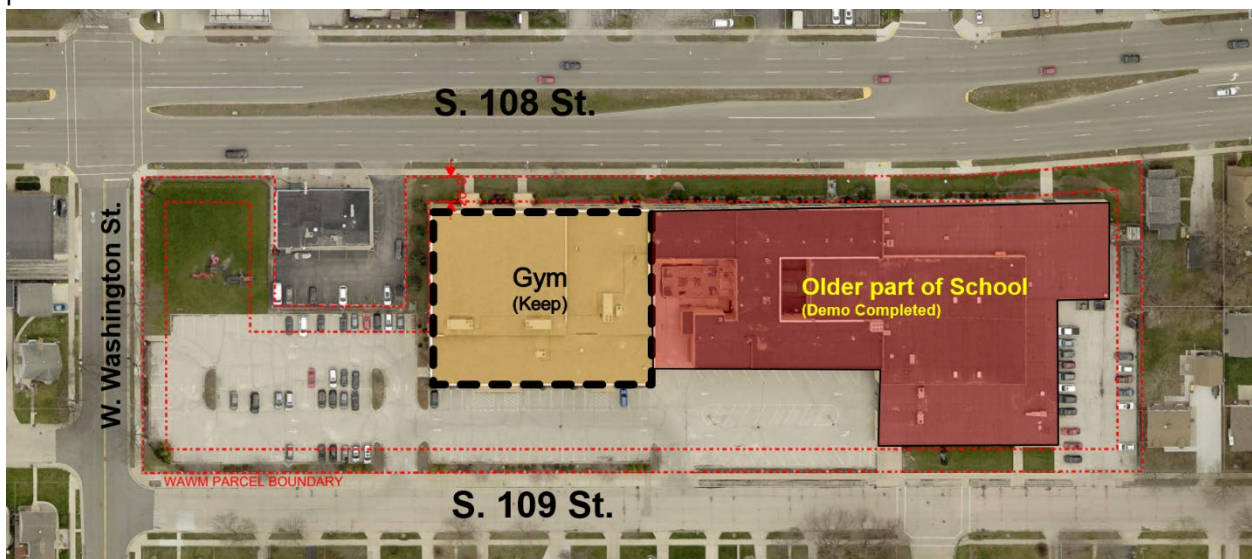 S. 108 St.
W. Washington St.
Gym
(Keep)
Older part of School
(Demo Completed)
WAWM PARCEL BOUNDARY
S. 109 St.